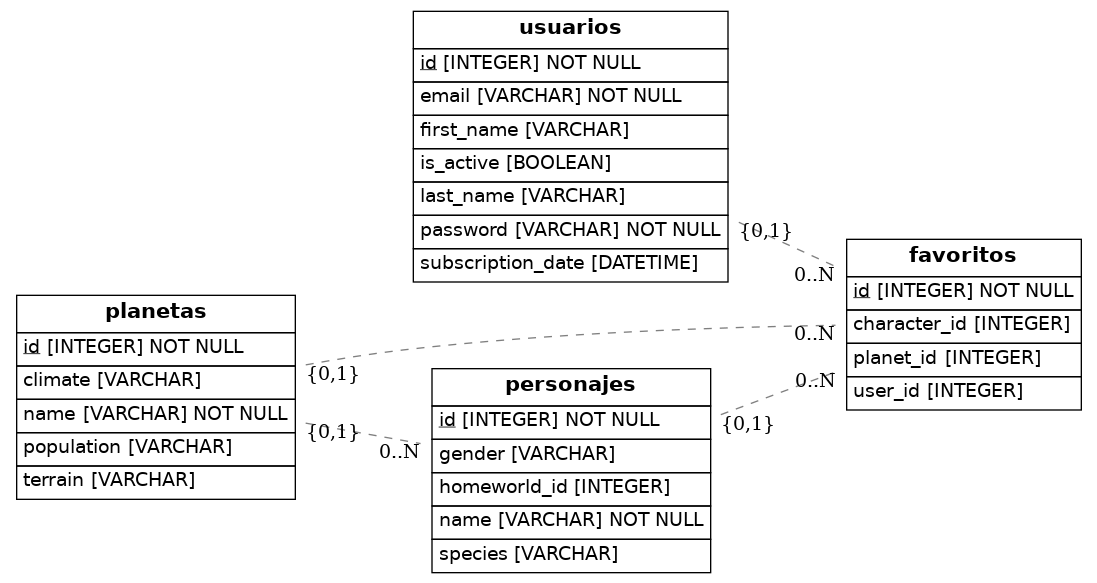 usuarios
id [INTEGER] NOT NULL
email [VARCHAR] NOT NULL
first_name [VARCHAR]
is_active [BOOLEAN]
last_name [VARCHAR]
password [VARCHAR] NOT NULL
subscription_date [DATETIME]
{0,1}
0..N
favoritos
id [INTEGER] NOT NULL
character_id [INTEGER]
planet_id [INTEGER]
user_id [INTEGER]
planetas
id [INTEGER] NOT NULL
climate [VARCHAR]
name [VARCHAR] NOT NULL
population [VARCHAR]
terrain [VARCHAR]
{0,1}
0..N
{0,1}
0..N
personajes
id [INTEGER] NOT NULL
gender [VARCHAR]
homeworld_id [INTEGER]
name [VARCHAR] NOT NULL
species [VARCHAR]
{0,1}
0..N